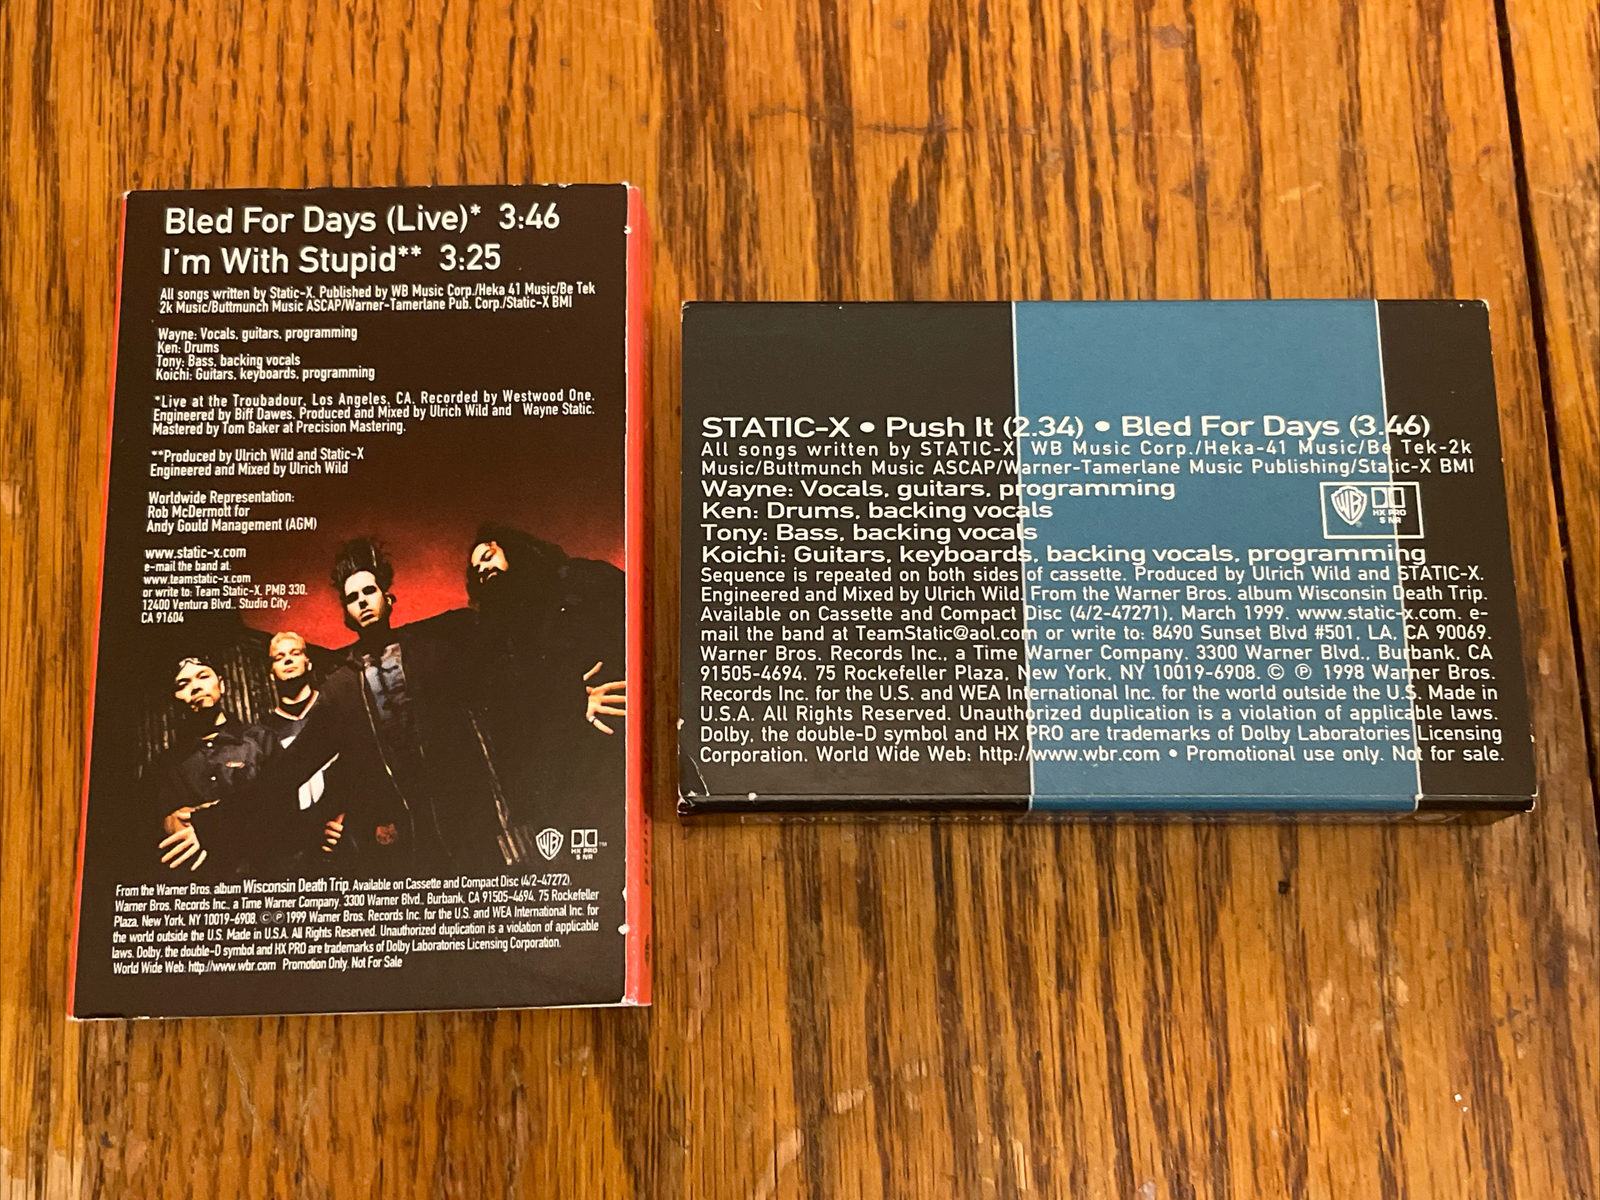 Bled For Days (Live)* 3:46
I'm With Stupid** 3:25
All songs written by Static-X. Published by WB Music Corp./Heka 41 Music/Be Tek
2k Music/Buttmunch Music ASCAP/Warner-Tamerlane Pub. Corp./Static-X BMI
Wayne: Vocals, guitars, programming
Ken: Drums
Tony: Bass, backing vocals
Koichi: Guitars, keyboards, programming
*Live at the Troubadour, Los Angeles, CA. Recorded by Westwood One.
Engineered by Biff Dawes. Produced and Mixed by Ulrich Wild and Wayne Static.
Mastered by Tom Baker at Precision Mastering.
**Produced by Ulrich Wild and Static-X
Engineered and Mixed by Ulrich Wild
Worldwide Representation:
Rob McDermott for
Andy Gould Management (AGM)
www.static-x.com
e-mail the band at:
www.teamstatic-x.com
or write to: Team Static-X, PMB 330,
12400 Ventura Blvd., Studio City,
CA 91604
WB HX PRO
B NR
From the Warner Bros. album Wisconsin Death Trip. Available on Cassette and Compact Disc (4/2-47272).
Warner Bros. Records Inc., a Time Warner Company. 3300 Warner Blvd., Burbank, CA 91505-4694. 75 Rockefeller
Plaza, New York, NY 10019-6908. © ℗ 1999 Warner Bros. Records Inc. for the U.S. and WEA International Inc. for
the world outside the U.S. Made in U.S.A. All Rights Reserved. Unauthorized duplication is a violation of applicable
laws. Dolby, the double-D symbol and HX PRO are trademarks of Dolby Laboratories Licensing Corporation.
World Wide Web: http://www.wbr.com Promotion Only. Not For Sale
STATIC-X • Push It (2.34) • Bled For Days (3.46)
All songs written by STATIC-X WB Music Corp./Heka-41 Music/Be Tek-2k
Music/Buttmunch Music ASCAP/Warner-Tamerlane Music Publishing/Static-X BMI
Wayne: Vocals, guitars, programming
Ken: Drums, backing vocals
Tony: Bass, backing vocals
Koichi: Guitars, keyboards, backing vocals, programming
WB HX PRO
B NR
Sequence is repeated on both sides of cassette. Produced by Ulrich Wild and STATIC-X.
Engineered and Mixed by Ulrich Wild. From the Warner Bros. album Wisconsin Death Trip.
Available on Cassette and Compact Disc (4/2-47271), March 1999. www.static-x.com. e-
mail the band at TeamStatic@aol.com or write to: 8490 Sunset Blvd #501, LA, CA 90069.
Warner Bros. Records Inc., a Time Warner Company. 3300 Warner Blvd., Burbank, CA
91505-4694. 75 Rockefeller Plaza, New York, NY 10019-6908. © ℗ 1998 Warner Bros.
Records Inc. for the U.S. and WEA International Inc. for the world outside the U.S. Made in
U.S.A. All Rights Reserved. Unauthorized duplication is a violation of applicable laws.
Dolby, the double-D symbol and HX PRO are trademarks of Dolby Laboratories Licensing
Corporation. World Wide Web: http://www.wbr.com • Promotional use only. Not for sale.